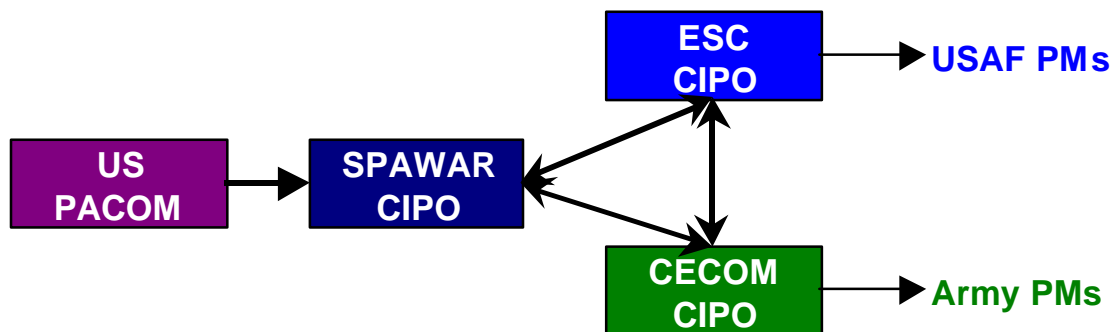 US
PACOM
SPAWAR
CIPO
ESC
CIPO
USAF PMs
CECOM
CIPO
Army PMs